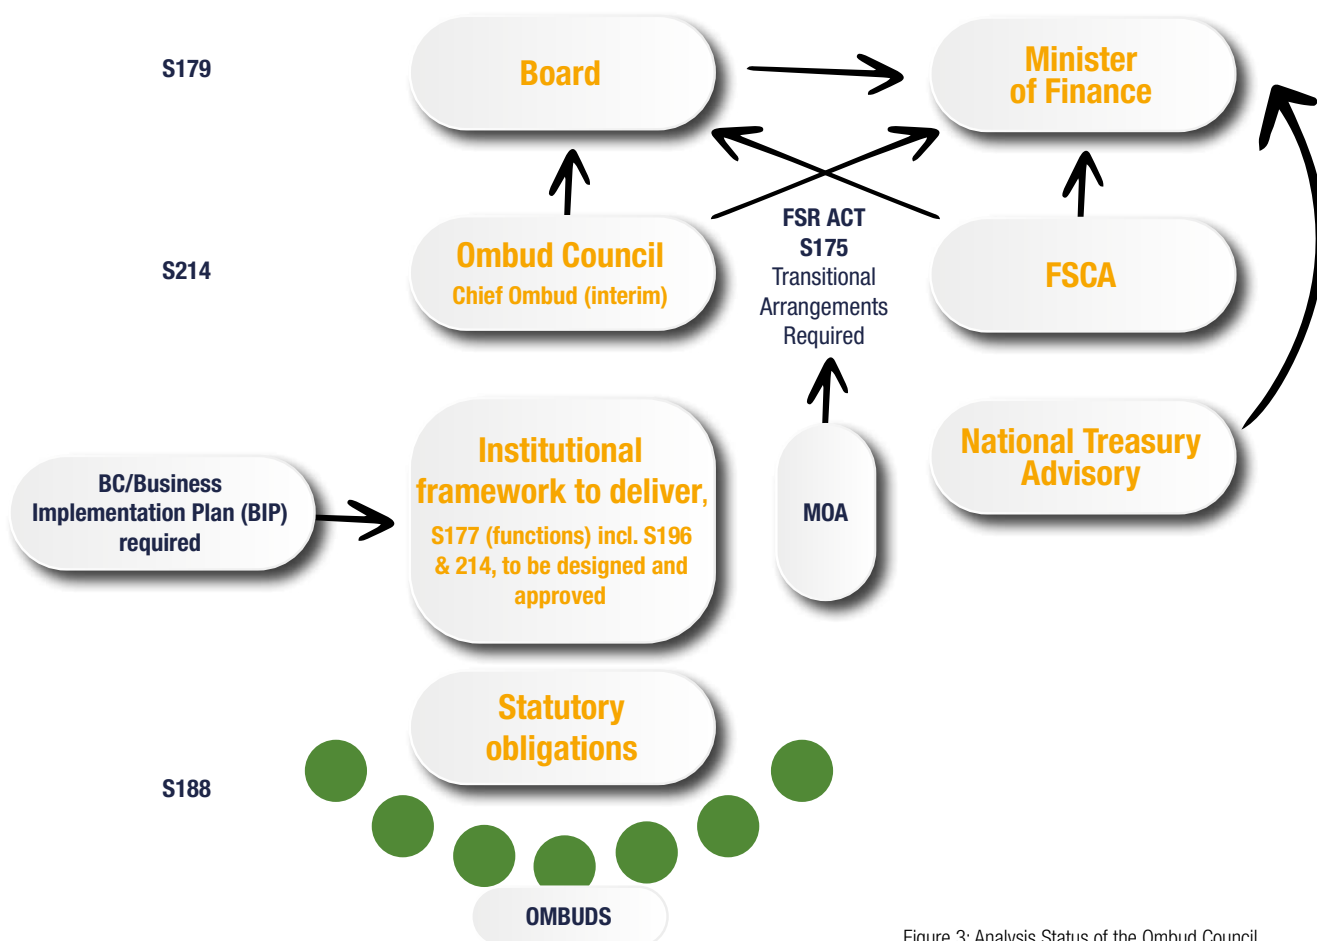 S179
Board
Minister
of Finance
S214
Ombud Council
Chief Ombud (interim)
FSR ACT
S175
Transitional
Arrangements
Required
FSCA
BC/Business
Implementation Plan (BIP)
required
Institutional
framework to deliver,
S177 (functions) incl. S196
& 214, to be designed and
approved
MOA
National Treasury
Advisory
Statutory
obligations
S188
OMBUDS
Figure 3: Analysis Status of the Ombud Council